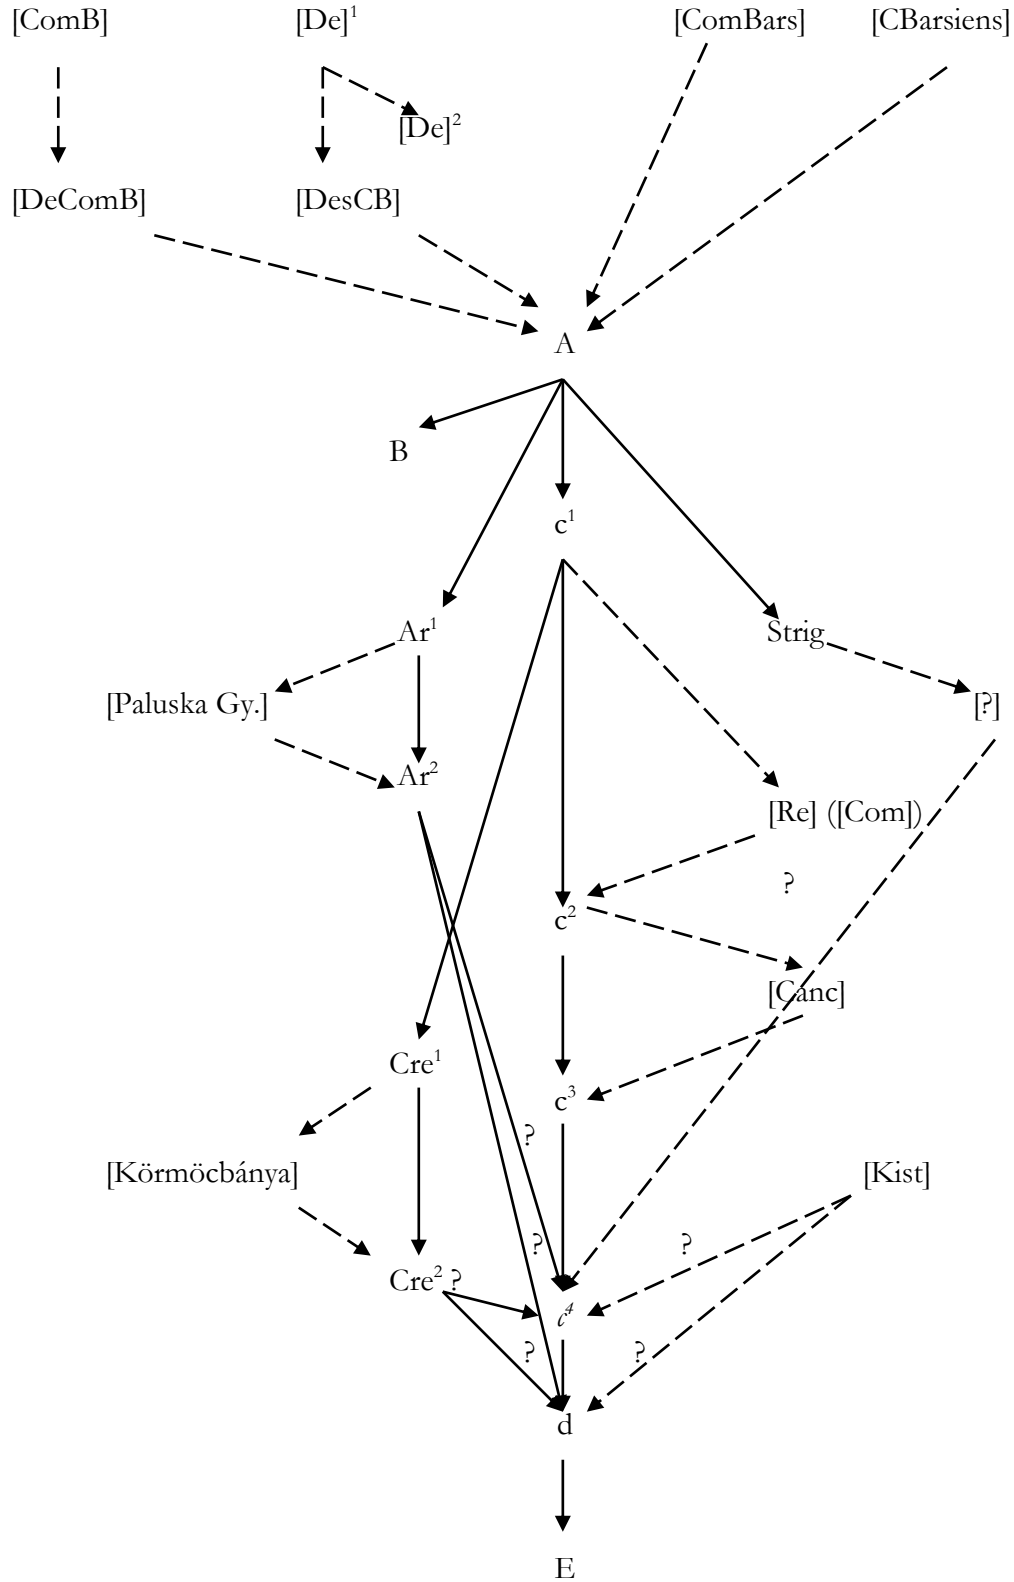 [ComB] [De]¹ [ComBars] [CBarsiens]
[De]²
[DeComB] [DesCB]
A
B
c¹
Ar¹ Strig
[Paluska Gy.] [?]
Ar²
[Re] ([Com])
?
c²
[Canc]
Cre¹
c³
?
[Körmöcbánya] [Kist]
? ?
Cre² ?
c⁴
? ?
d
E